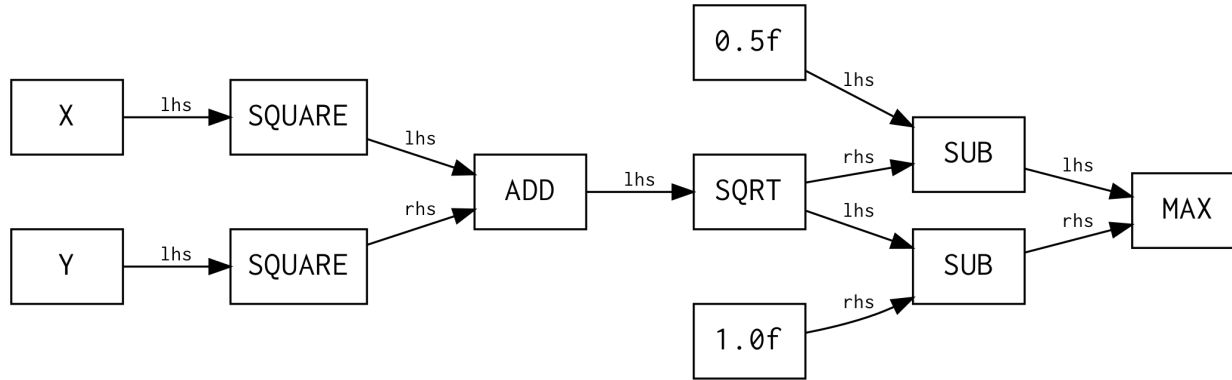 X
lhs
SQUARE
lhs
Y
lhs
SQUARE
rhs
ADD
lhs
SQRT
0.5f
lhs
rhs
SUB
lhs
lhs
1.0f
rhs
SUB
rhs
MAX